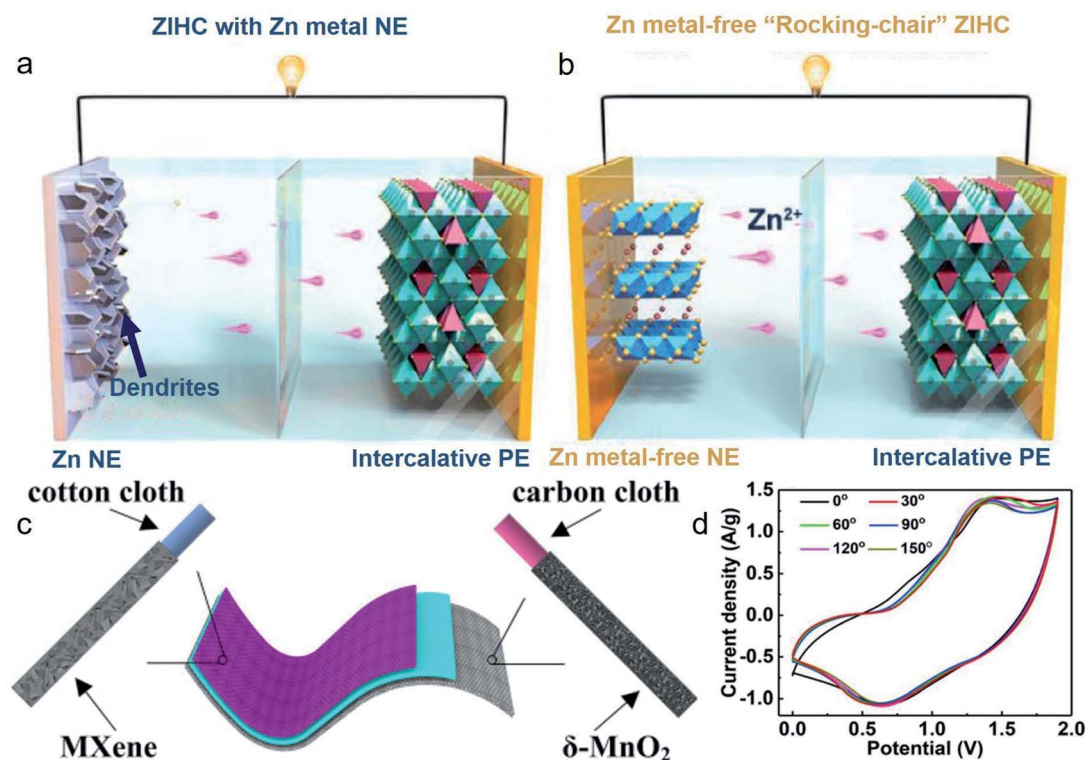 ZIHC with Zn metal NE
Zn metal-free “Rocking-chair” ZIHC
a
b
Zn²⁺
Dendrites
Zn NE
Intercalative PE
Zn metal-free NE
Intercalative PE
c
cotton cloth
carbon cloth
MXene
δ-MnO₂
d
Current density (A/g)
1.5
1.0
0.5
0.0
-0.5
-1.0
0° 30°
60° 90°
120° 150°
0.0 0.5 1.0 1.5 2.0
Potential (V)